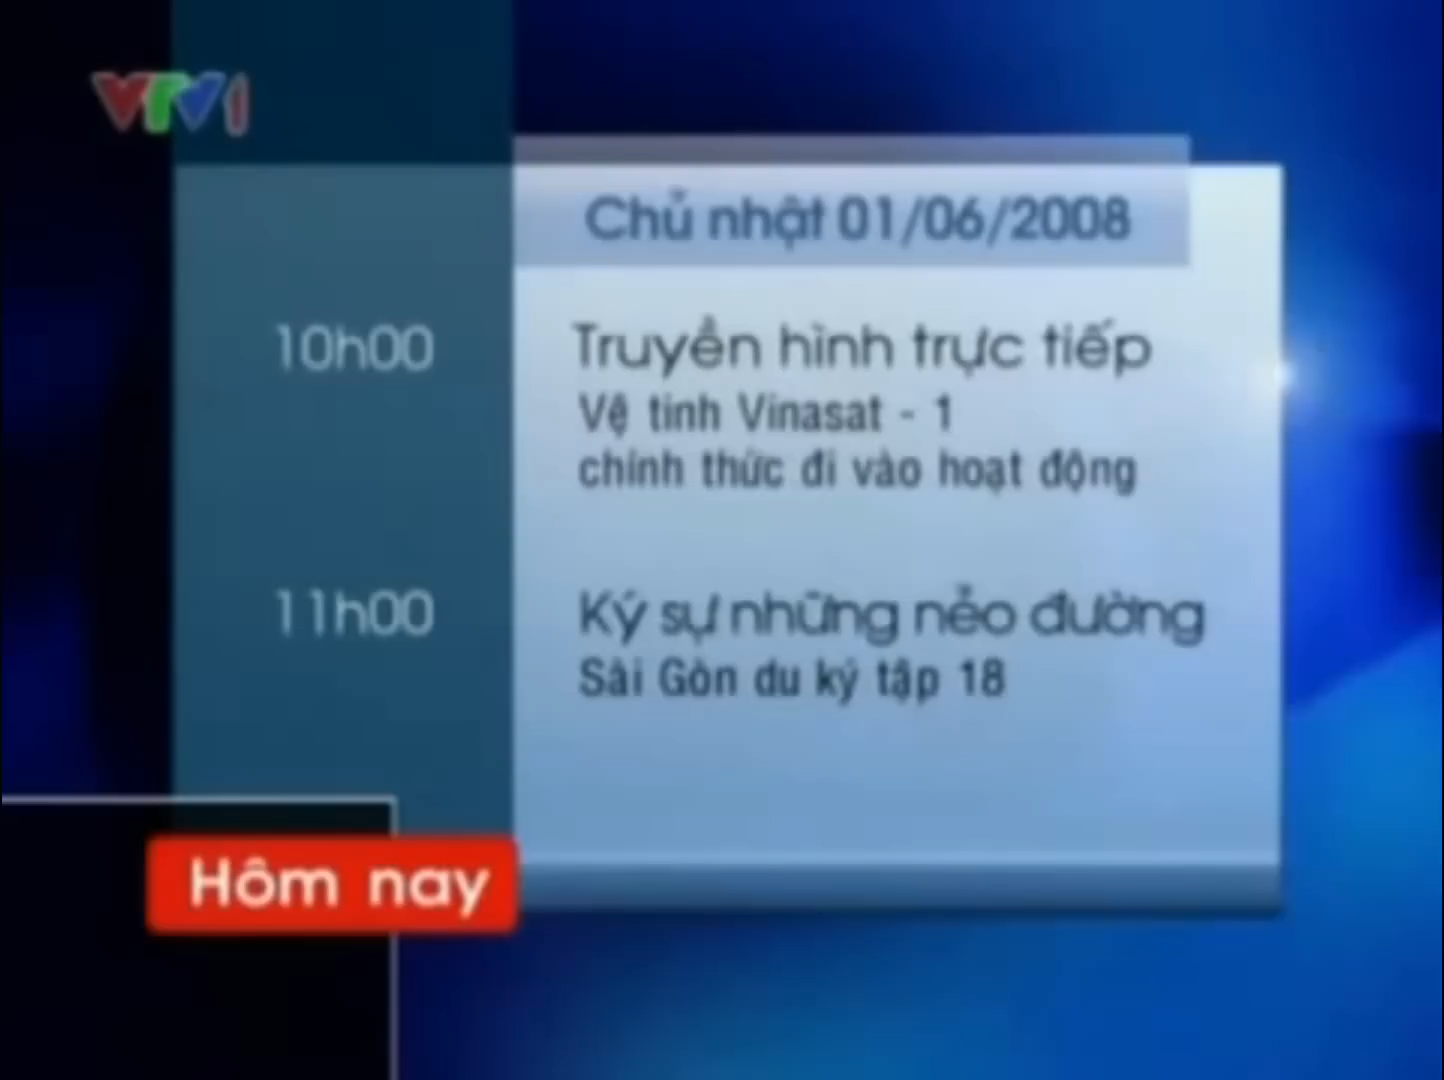 VTV1
Chủ nhật 01/06/2008
10h00
Truyền hình trực tiếp
Vệ tinh Vinasat - 1
chính thức đi vào hoạt động
11h00
Ký sự những nẻo đường
Sài Gòn du ký tập 18
Hôm nay